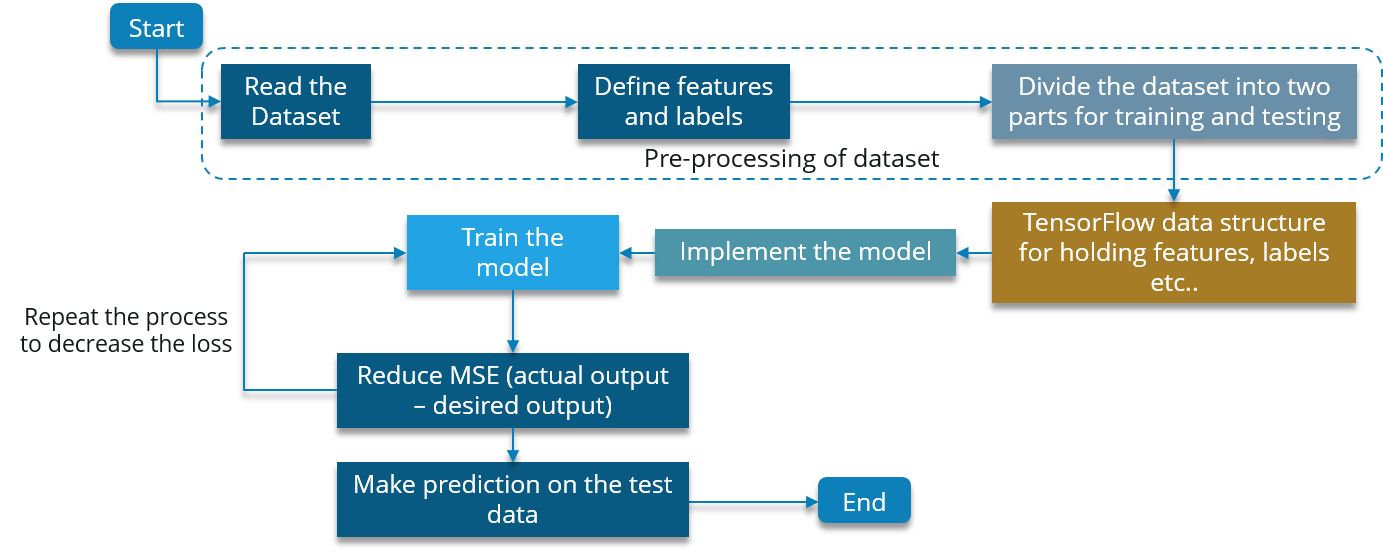 Start
Read the
Dataset
Define features
and labels
Divide the dataset into two
parts for training and testing
Pre-processing of dataset
TensorFlow data structure
for holding features, labels
etc..
Implement the model
Train the
model
Repeat the process
to decrease the loss
Reduce MSE (actual output
– desired output)
Make prediction on the test
data
End